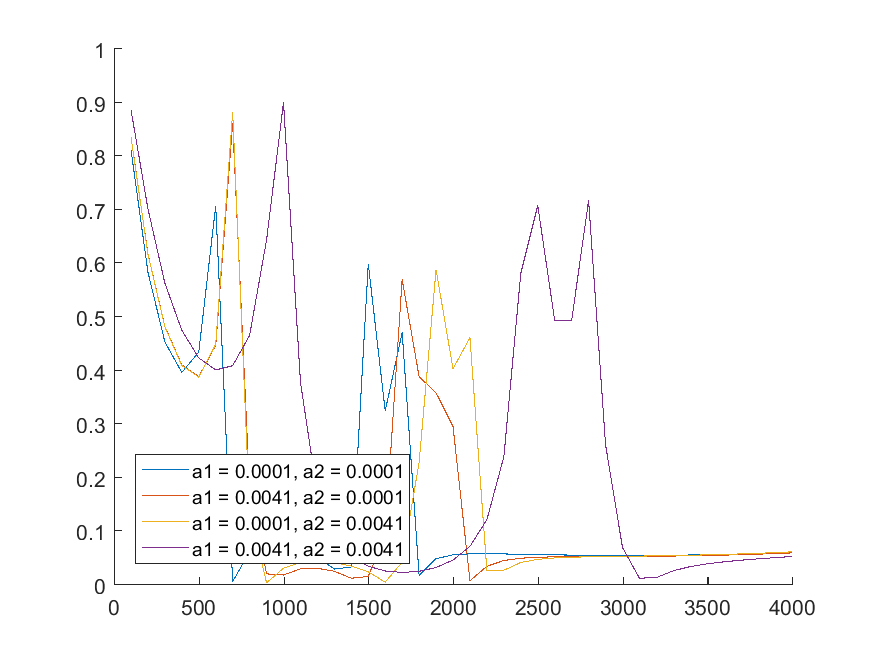 1
0.9
0.8
0.7
0.6
0.5
0.4
0.3
0.2
0.1
0
a1 = 0.0001, a2 = 0.0001
a1 = 0.0041, a2 = 0.0001
a1 = 0.0001, a2 = 0.0041
a1 = 0.0041, a2 = 0.0041
0 500 1000 1500 2000 2500 3000 3500 4000